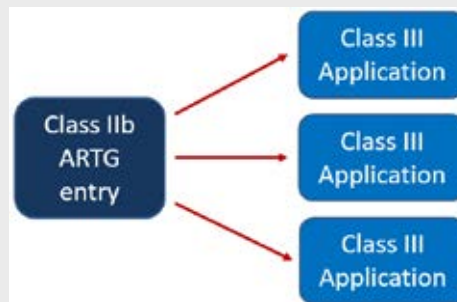 Class IIb
ARTG
entry
Class III
Application
Class III
Application
Class III
Application